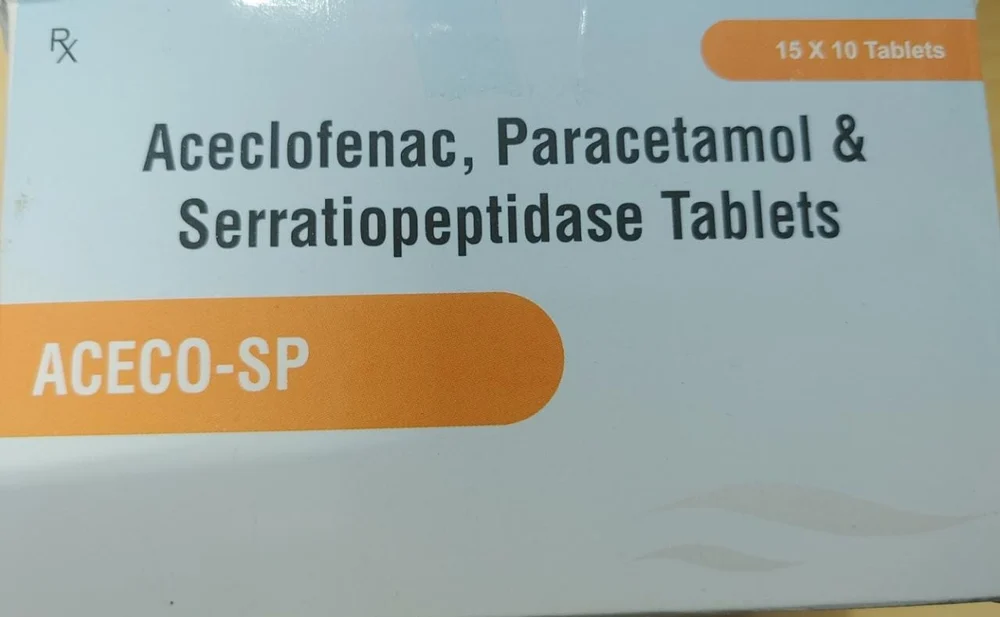 Rx
15 X 10 Tablets
Aceclofenac, Paracetamol &
Serratiopeptidase Tablets
ACECO-SP